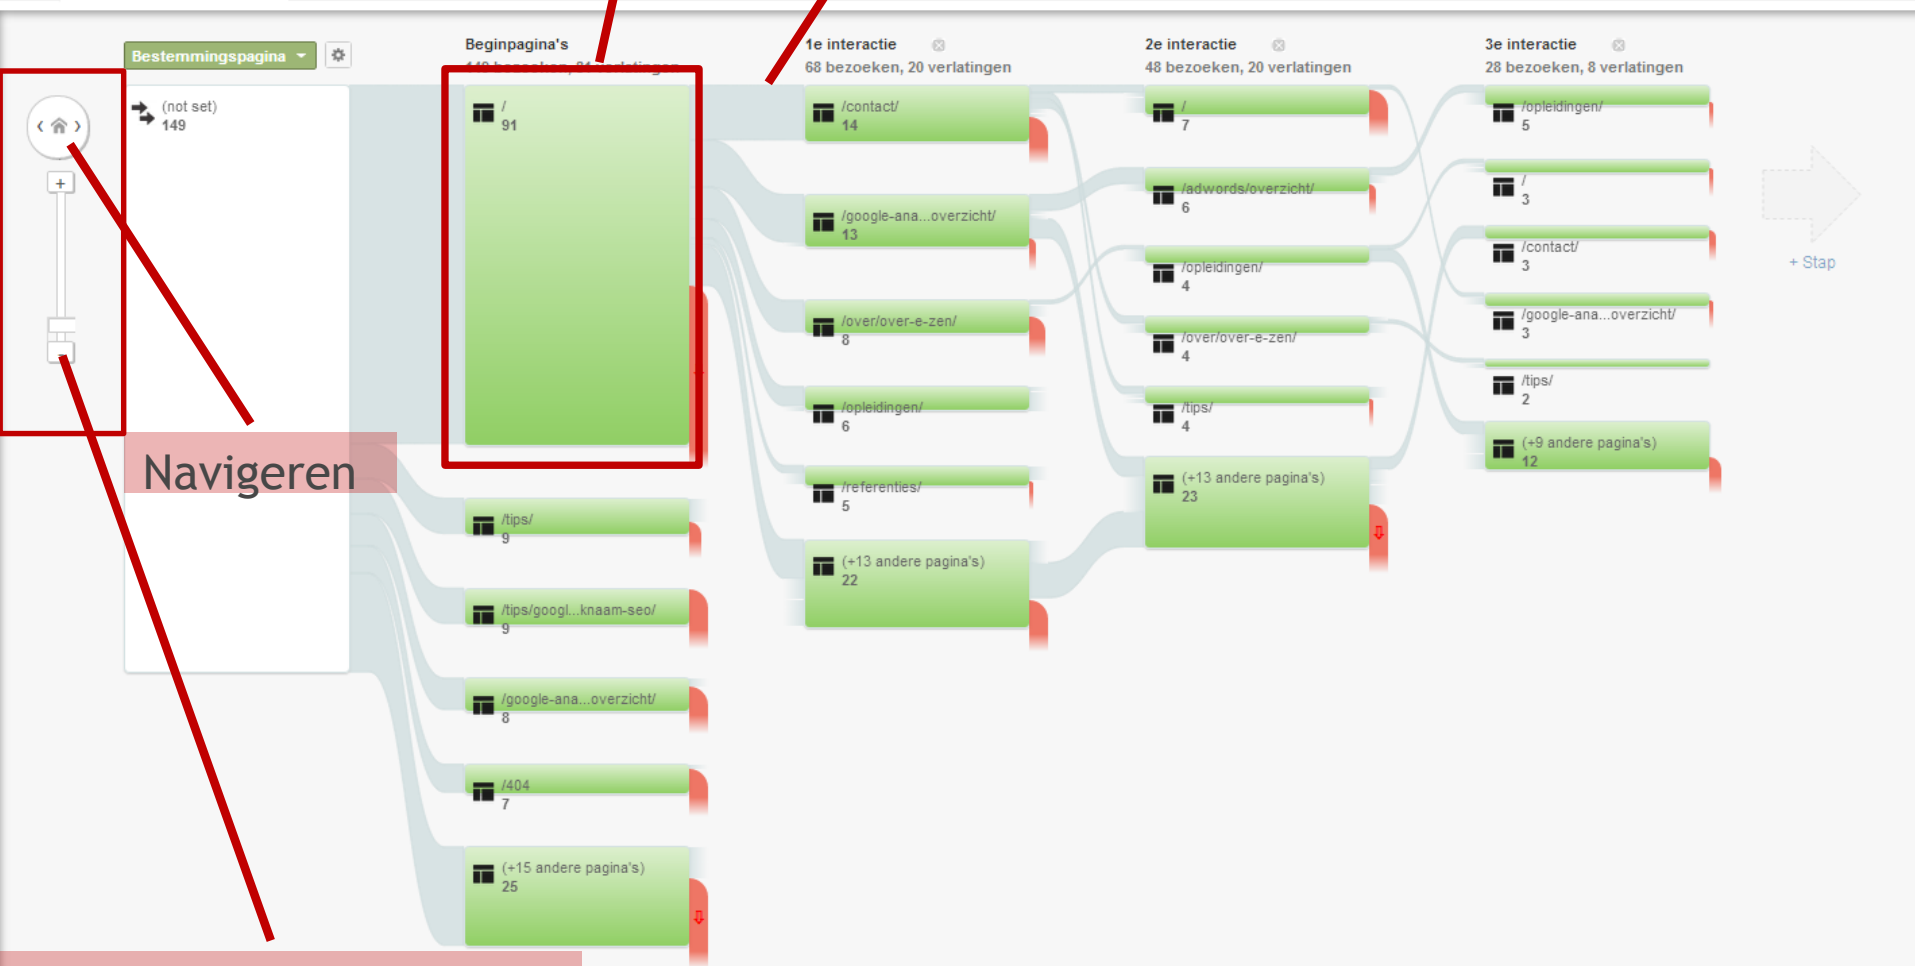 Bestemmingspagina
Beginpagina's
149 bezoeken, 81 verlatingen
1e interactie
68 bezoeken, 20 verlatingen
2e interactie
48 bezoeken, 20 verlatingen
3e interactie
28 bezoeken, 8 verlatingen
(not set)
149
+
-
Navigeren
/
91
/tips/
9
/tips/googl...knaam-seo/
9
/google-ana...overzicht/
8
/404
7
(+15 andere pagina's)
25
/contact/
14
/google-ana...overzicht/
13
/over/over-e-zen/
8
/opleidingen/
6
/referenties/
5
(+13 andere pagina's)
22
/
7
/adwords/overzicht/
6
/opleidingen/
4
/over/over-e-zen/
4
/tips/
4
(+13 andere pagina's)
23
/opleidingen/
5
/
3
/contact/
3
/google-ana...overzicht/
3
/tips/
2
(+9 andere pagina's)
12
+ Stap